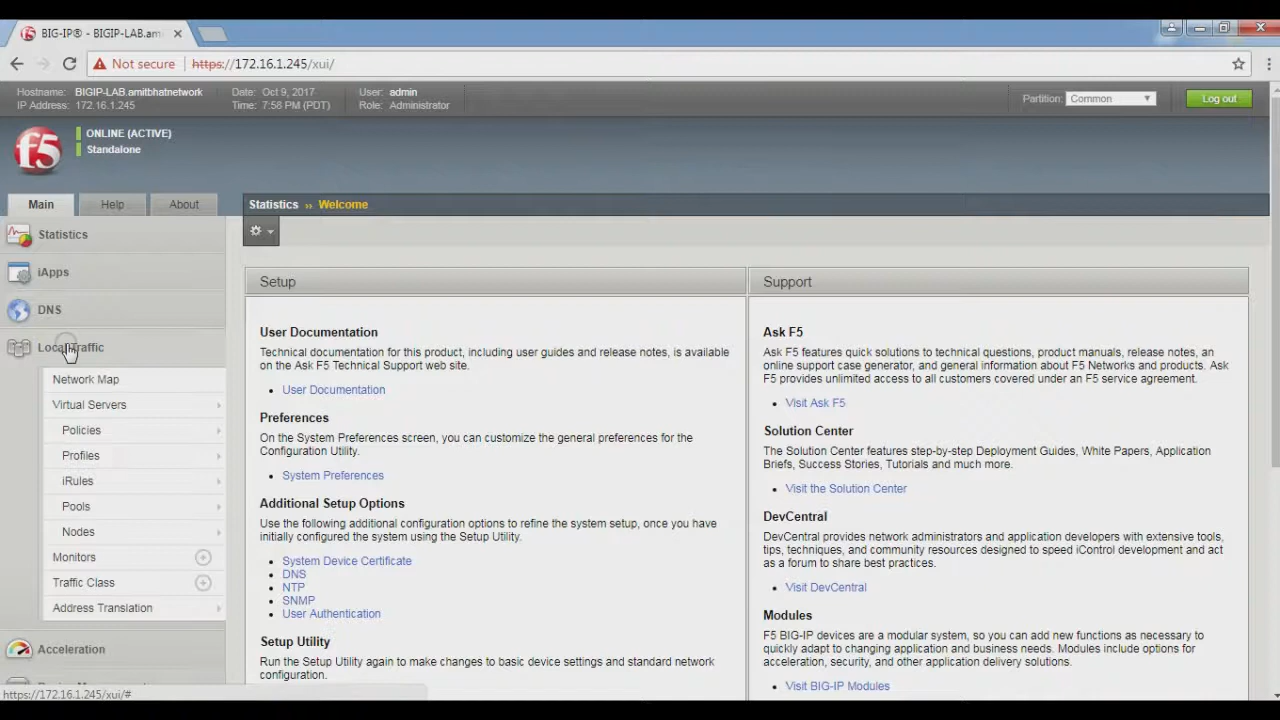 BIG-IP® - BIGIP-LAB.am
Not secure https://172.16.1.245/xui/
Hostname: BIGIP-LAB.amitbhatnetwork Date: Oct 9, 2017 User: admin
IP Address: 172.16.1.245 Time: 7:58 PM (PDT) Role: Administrator
Partition: Common Log out
f5
ONLINE (ACTIVE)
Standalone
Main Help About
Statistics ›› Welcome
Statistics
iApps
DNS
Local Traffic
Network Map
Virtual Servers
Policies
Profiles
iRules
Pools
Nodes
Monitors
Traffic Class
Address Translation
Acceleration
Setup
User Documentation
Technical documentation for this product, including user guides and release notes, is available
on the Ask F5 Technical Support web site.
User Documentation
Preferences
On the System Preferences screen, you can customize the general preferences for the
Configuration Utility.
System Preferences
Additional Setup Options
Use the following additional configuration options to refine the system setup, once you have
initially configured the system using the Setup Utility.
System Device Certificate
DNS
NTP
SNMP
User Authentication
Setup Utility
Run the Setup Utility again to make changes to basic device settings and standard network
configuration.
Support
Ask F5
Ask F5 features quick solutions to technical questions, product manuals, release notes, an
online support case generator, and general information about F5 Networks and products. Ask
F5 provides unlimited access to all customers covered under an F5 service agreement.
Visit Ask F5
Solution Center
The Solution Center features step-by-step Deployment Guides, White Papers, Application
Briefs, Success Stories, Tutorials and much more.
Visit the Solution Center
DevCentral
DevCentral provides network administrators and application developers with extensive tools,
tips, techniques, and community resources designed to speed iControl development and act
as a forum to share best practices.
Visit DevCentral
Modules
F5 BIG-IP devices are a modular system, so you can add new functions as necessary to
quickly adapt to changing application and business needs. Modules include options for
acceleration, security, and other application delivery solutions.
Visit BIG-IP Modules
https://172.16.1.245/xui/#